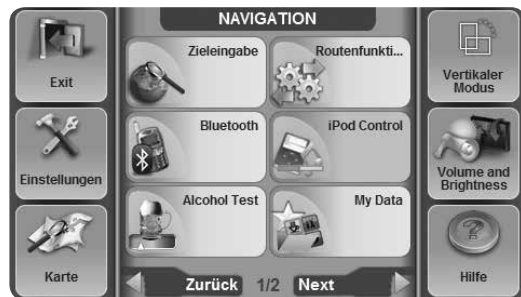 NAVIGATION
Exit
Einstellungen
Karte
Zieleingabe
Routenfunkti...
Bluetooth
iPod Control
Alcohol Test
My Data
Zurück 1/2 Next
Vertikaler
Modus
Volume and
Brightness
Hilfe